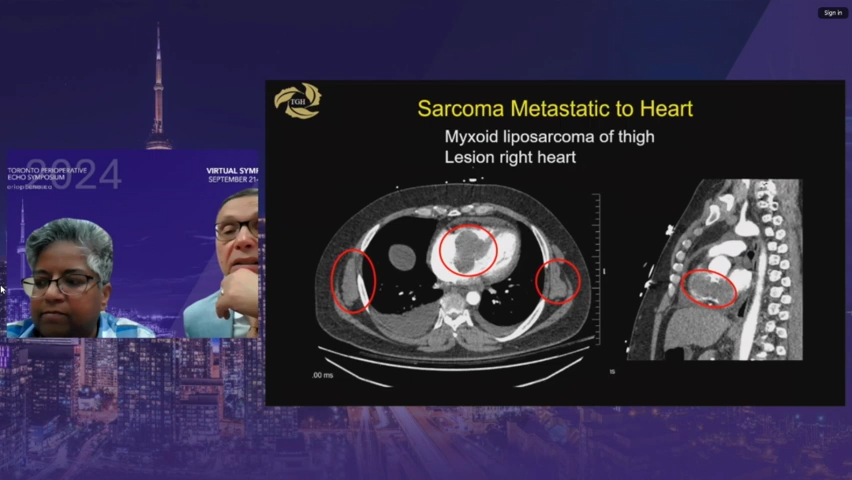 Sign in
TGH
Sarcoma Metastatic to Heart
Myxoid liposarcoma of thigh
Lesion right heart
2024
TORONTO PERIOPERATIVE
ECHO SYMPOSIUM
VIRTUAL SYMP
SEPTEMBER 21-
.00 ms